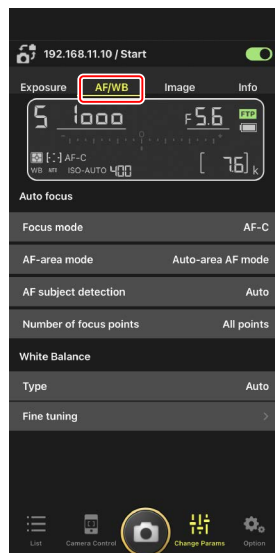 192.168.11.10 / Start
Exposure AF/WB Image Info
S 1000 F5.6 FTP
AF-C
WB ISO-AUTO 400 [ 7.6] k
Auto focus
Focus mode AF-C
AF-area mode Auto-area AF mode
AF subject detection Auto
Number of focus points All points
White Balance
Type Auto
Fine tuning >
List Camera Control Change Params Option